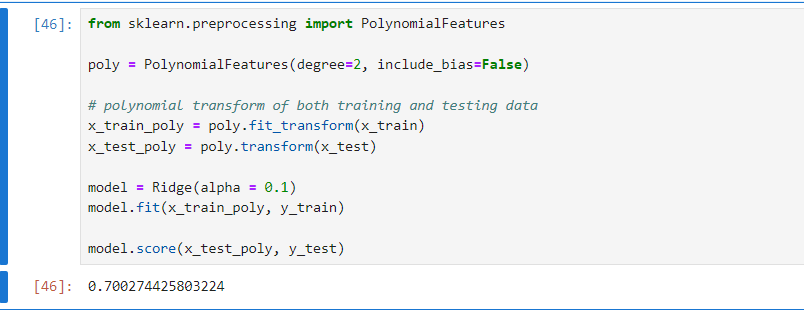 [46]: from sklearn.preprocessing import PolynomialFeatures
poly = PolynomialFeatures(degree=2, include_bias=False)
# polynomial transform of both training and testing data
x_train_poly = poly.fit_transform(x_train)
x_test_poly = poly.transform(x_test)
model = Ridge(alpha = 0.1)
model.fit(x_train_poly, y_train)
model.score(x_test_poly, y_test)
[46]: 0.700274425803224